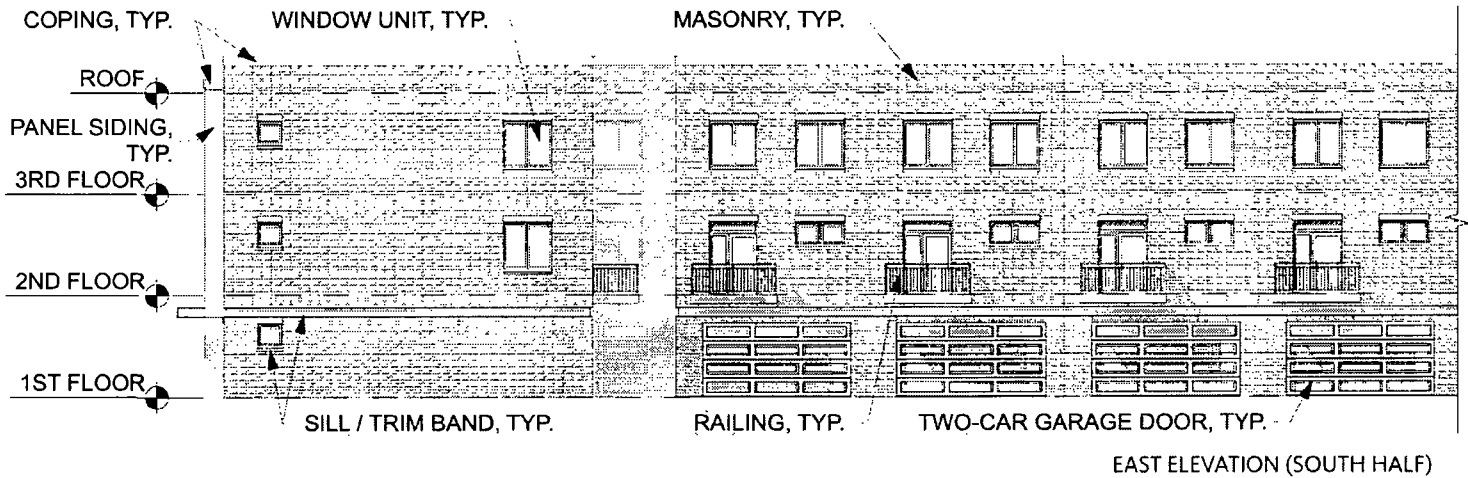 COPING, TYP.
WINDOW UNIT, TYP.
MASONRY, TYP.
ROOF
PANEL SIDING,
TYP.
3RD FLOOR
2ND FLOOR
1ST FLOOR
SILL / TRIM BAND, TYP.
RAILING, TYP.
TWO-CAR GARAGE DOOR, TYP.
EAST ELEVATION (SOUTH HALF)